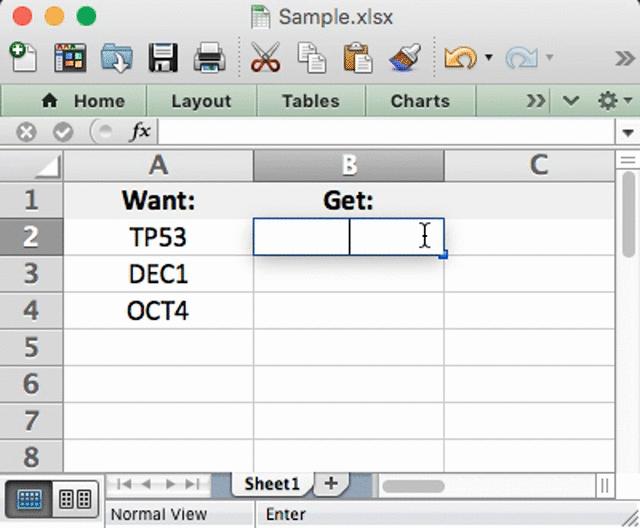 Sample.xlsx
Home Layout Tables Charts
fx
A B C
1 Want: Get:
2 TP53
3 DEC1
4 OCT4
5
6
7
8
Sheet1 +
Normal View Enter